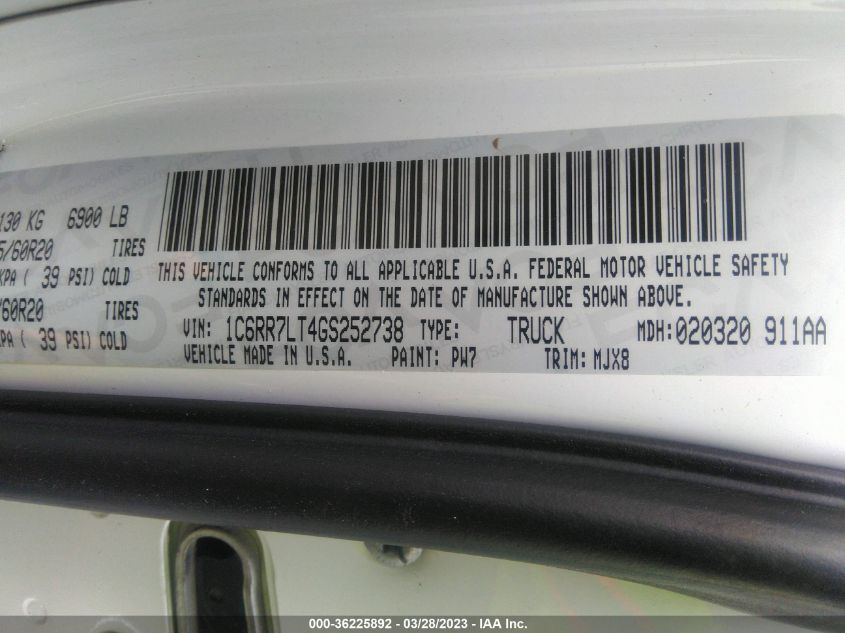 130 KG 6900 LB
5/60R20 TIRES
KPA ( 39 PSI) COLD
/60R20 TIRES
PA ( 39 PSI) COLD
THIS VEHICLE CONFORMS TO ALL APPLICABLE U.S.A. FEDERAL MOTOR VEHICLE SAFETY
STANDARDS IN EFFECT ON THE DATE OF MANUFACTURE SHOWN ABOVE.
VIN: 1C6RR7LT4GS252738 TYPE: TRUCK MDH: 020320 911AA
VEHICLE MADE IN U.S.A. PAINT: PW7 TRIM: MJX8
000-36225892 - 03/28/2023 - IAA Inc.